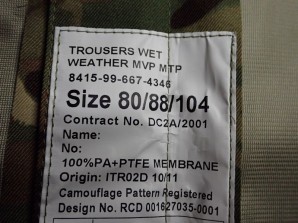 TROUSERS WET
WEATHER MVP MTP
8415-99-667-4346
Size 80/88/104
Contract No. DC2A/2001
Name:
No:
100%PA+PTFE MEMBRANE
Origin: ITR02D 10/11
Camouflage Pattern Registered
Design No. RCD 001627035-0001